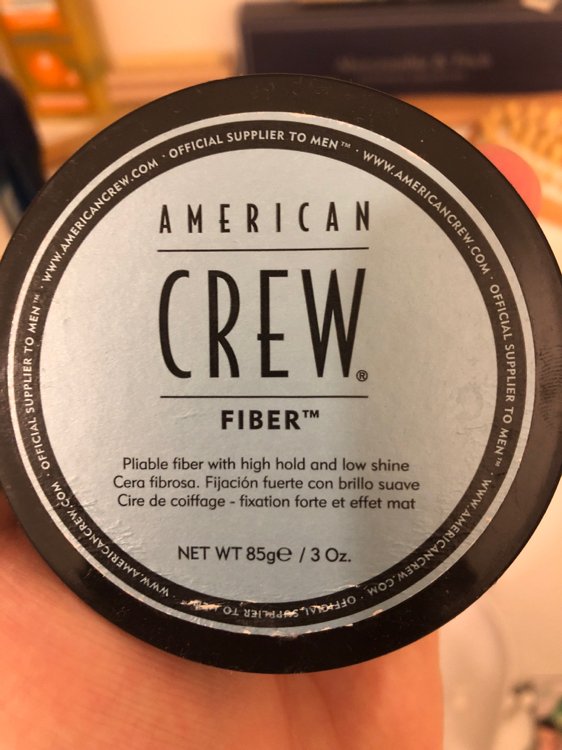 AMERICAN
CREW®
FIBER™
Pliable fiber with high hold and low shine
Cera fibrosa. Fijación fuerte con brillo suave
Cire de coiffage - fixation forte et effet mat
NET WT 85g℮ / 3 Oz.
WWW.AMERICANCREW.COM · OFFICIAL SUPPLIER TO MEN™ · WWW.AMERICANCREW.COM · OFFICIAL SUPPLIER TO MEN™ · WWW.AMERICANCREW.COM · OFFICIAL SUPPLIER TO · WWW.AMERICANCREW.COM · OFFICIAL SUPPLIER TO MEN™ ·